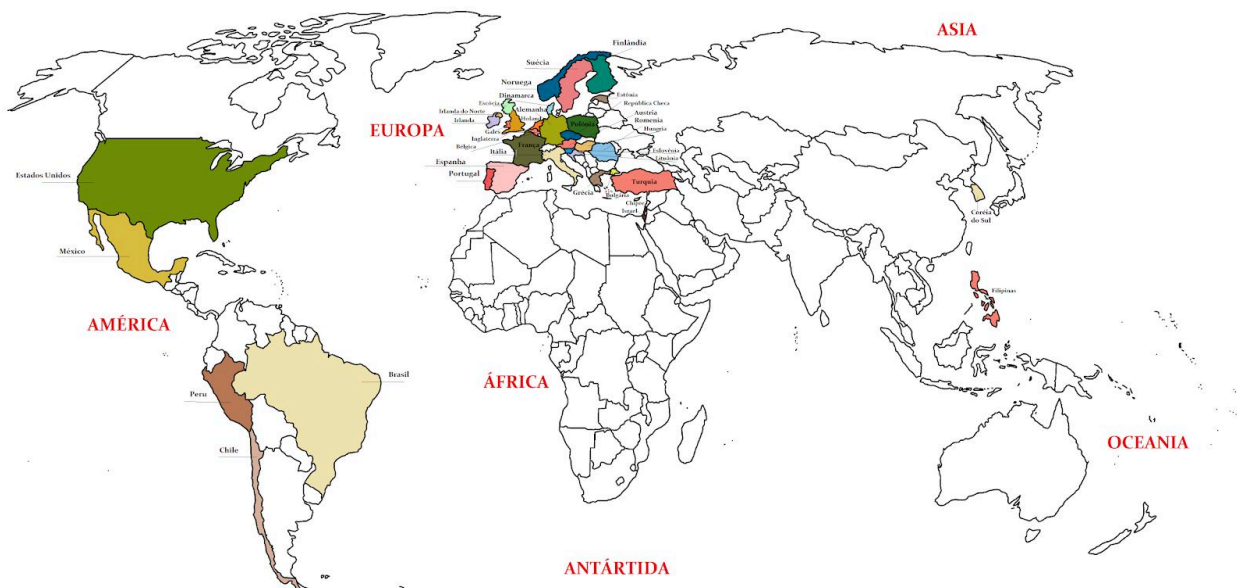 ASIA
Finlândia
Suécia
Noruega
Dinamarca
Estónia
República Checa
Escócia
Alemanha
Irlanda do Norte
Holanda
Austria
Romenia
Polónia
Irlanda
EUROPA
Hungria
Gales
Inglaterra
França
Bélgica
Itália
Eslovénia
Lituânia
Espanha
Portugal
Turquia
Grécia
Bulgária
Chipre
Israel
Estados Unidos
Coréia
do Sul
México
Filipinas
AMÉRICA
Brasil
ÁFRICA
Peru
OCEANIA
Chile
ANTÁRTIDA